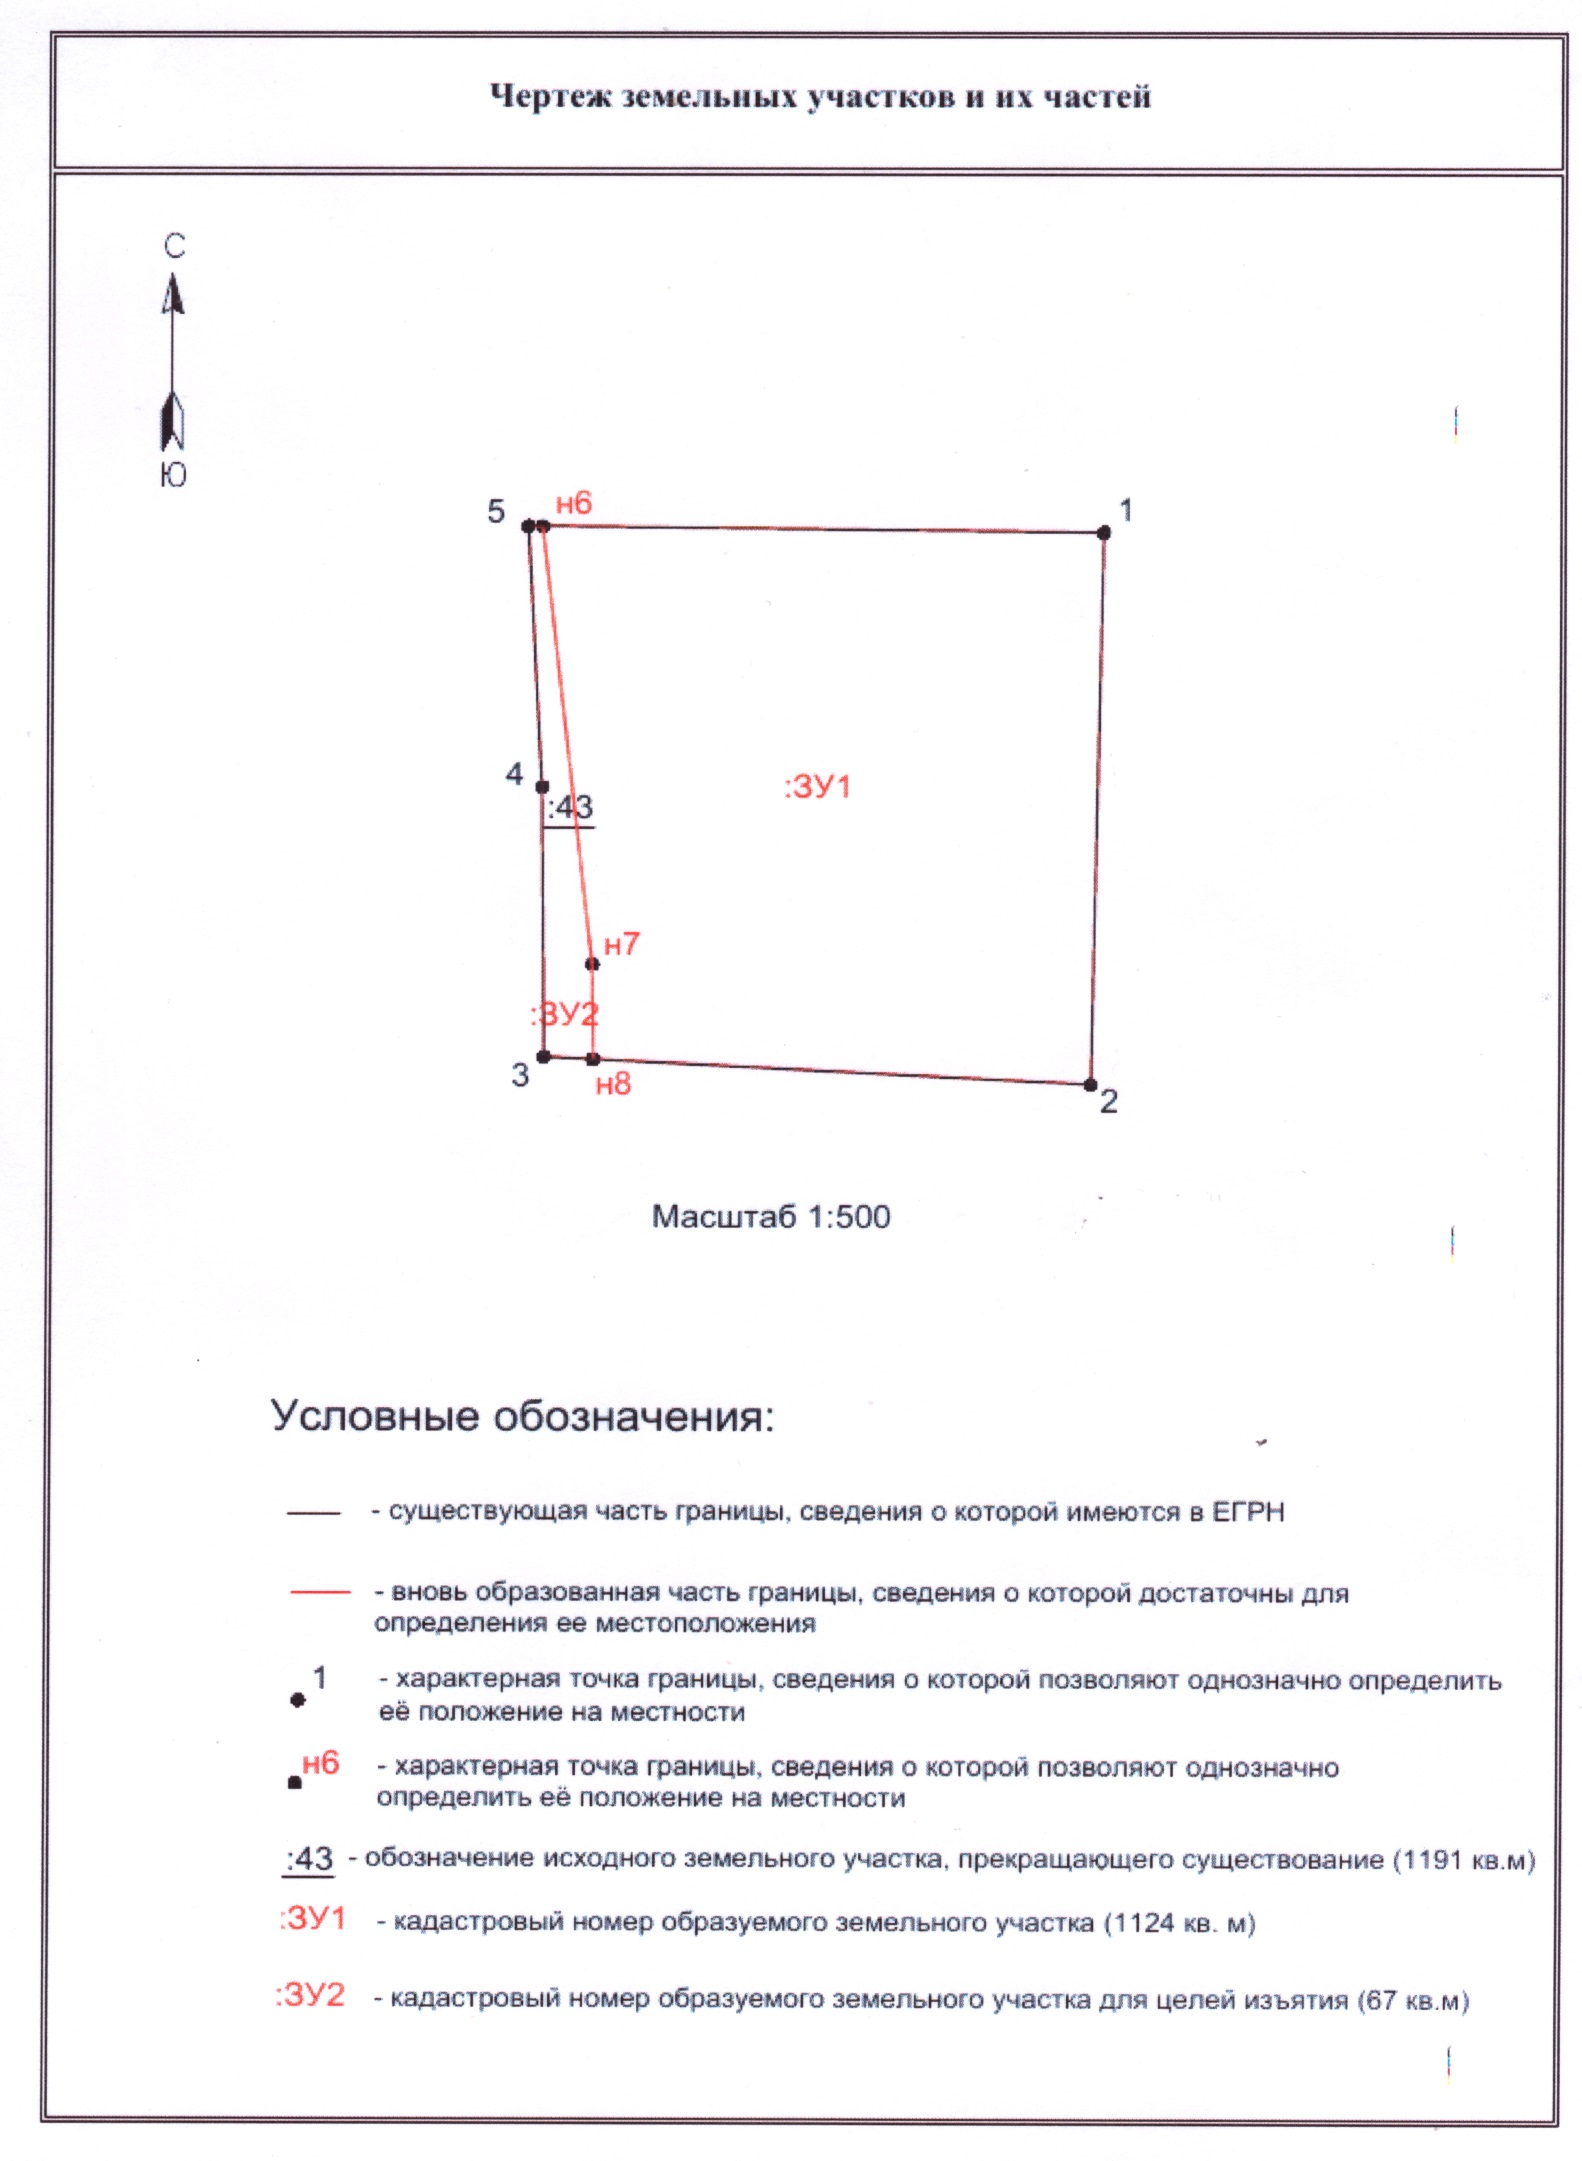 Чертеж земельных участков и их частей
С
Ю
5
н6
1
4
:43
:ЗУ1
н7
:ЗУ2
3
н8
2
Масштаб 1:500
Условные обозначения:
- существующая часть границы, сведения о которой имеются в ЕГРН
- вновь образованная часть границы, сведения о которой достаточны для
определения ее местоположения
1 - характерная точка границы, сведения о которой позволяют однозначно определить
её положение на местности
н6 - характерная точка границы, сведения о которой позволяют однозначно
определить её положение на местности
:43 - обозначение исходного земельного участка, прекращающего существование (1191 кв.м)
:ЗУ1 - кадастровый номер образуемого земельного участка (1124 кв. м)
:ЗУ2 - кадастровый номер образуемого земельного участка для целей изъятия (67 кв.м)